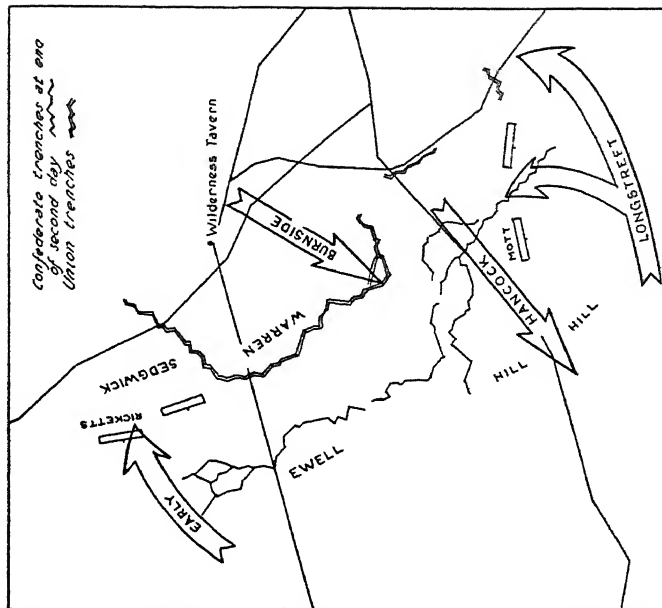 Confederate trenches at end
of second day
Union trenches
Wilderness Tavern
BURNSIDE
WARREN
SEDGWICK
RICKETTS
EARLY
EWELL
HILL
HILL
HANCOCK
MOTT
LONGSTREET